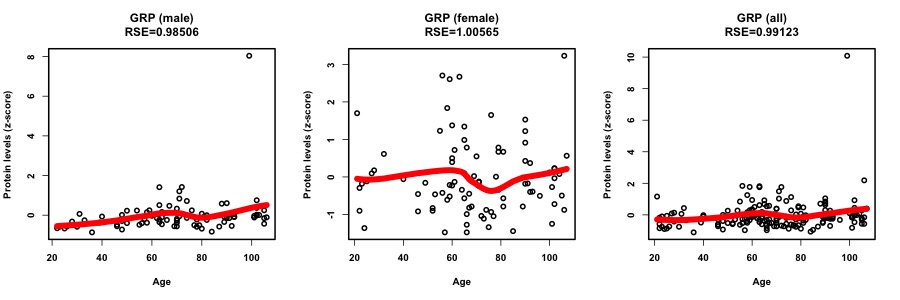 GRP (male)
RSE=0.98506
Protein levels (z-score)
8
6
4
2
0
20 40 60 80 100
Age
GRP (female)
RSE=1.00565
Protein levels (z-score)
3
2
1
0
-1
20 40 60 80 100
Age
GRP (all)
RSE=0.99123
Protein levels (z-score)
10
8
6
4
2
0
20 40 60 80 100
Age